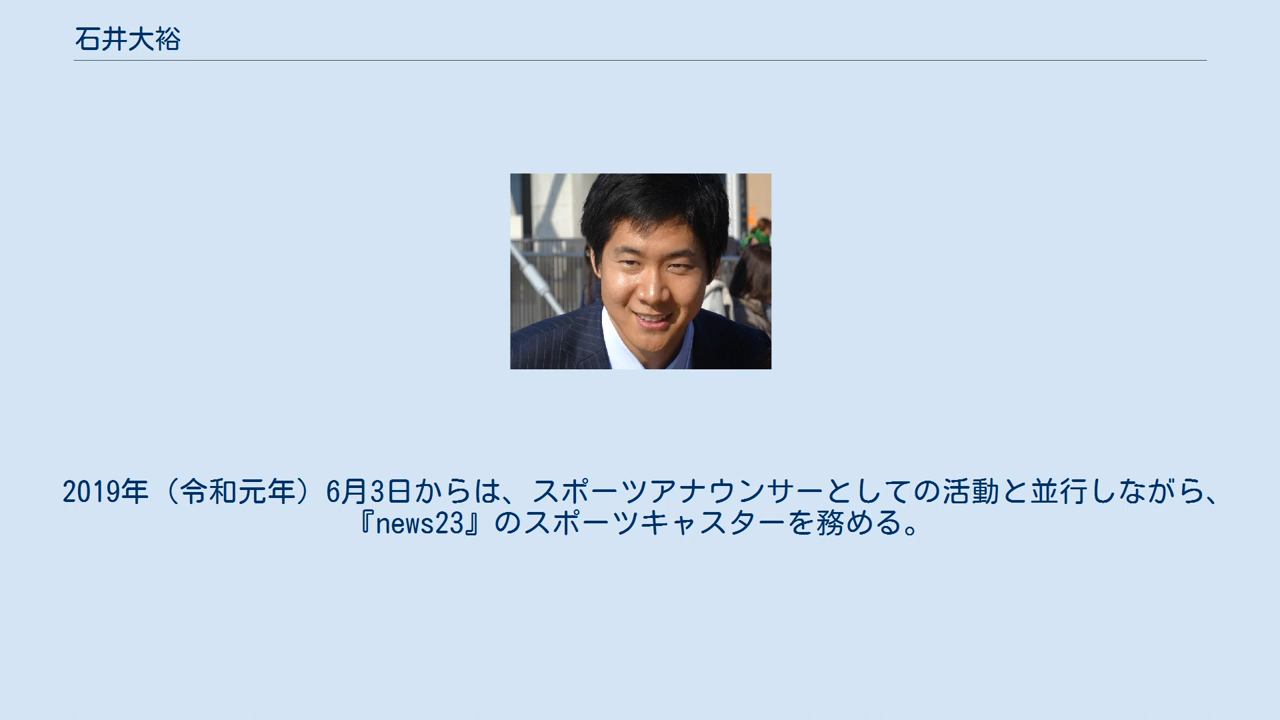 石井大裕
2019年（令和元年）6月3日からは、スポーツアナウンサーとしての活動と並行しながら、
『news23』のスポーツキャスターを務める。